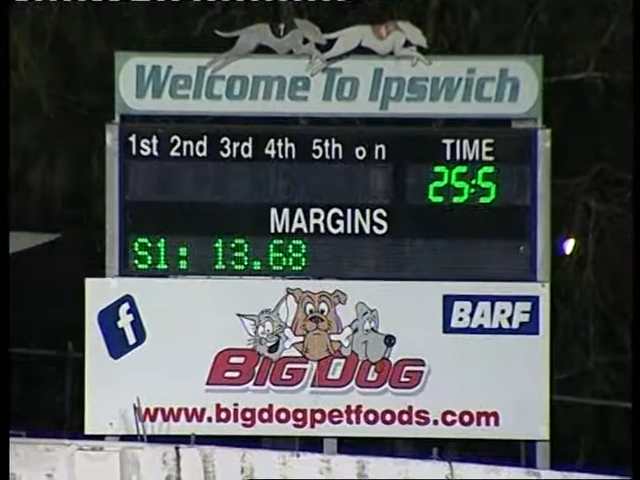 Welcome To Ipswich
1st 2nd 3rd 4th 5th on TIME
25:5
MARGINS
S1: 13.68
f
BARF
BIG DOG
www.bigdogpetfoods.com